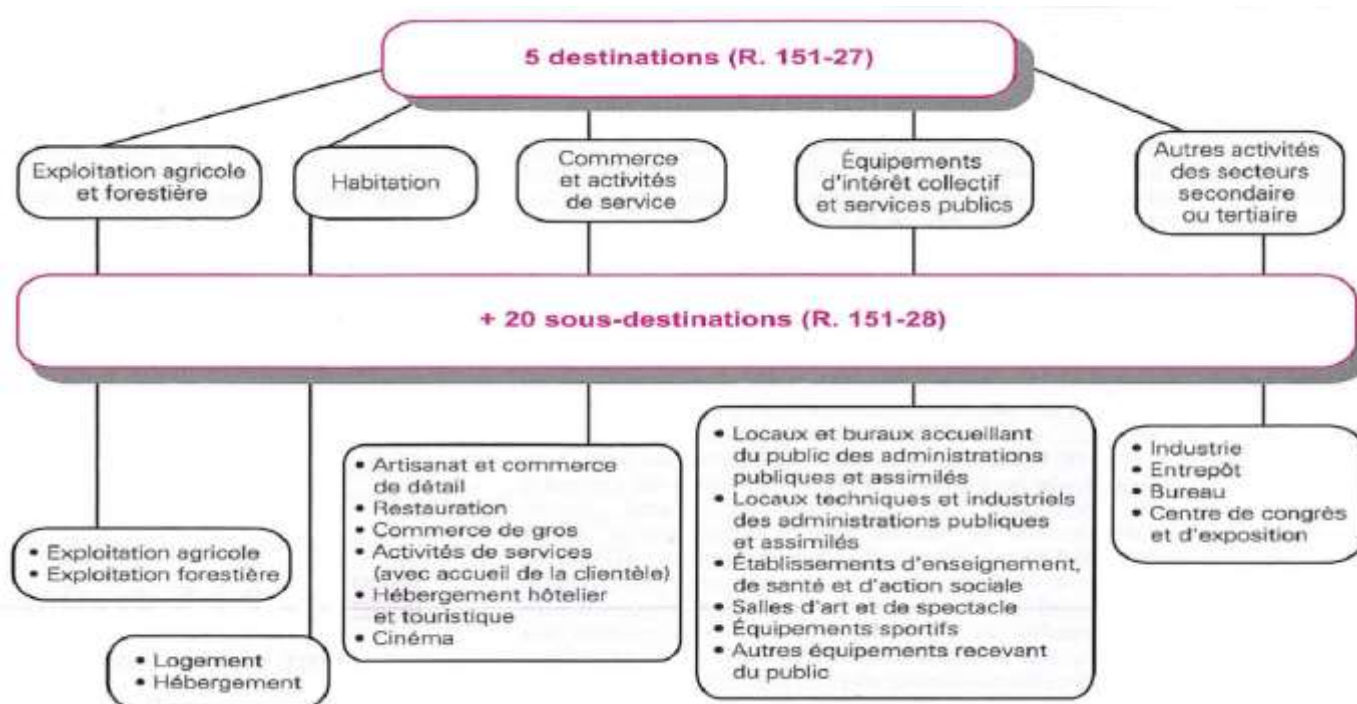 5 destinations (R. 151-27)
Exploitation agricole
et forestière
Habitation
Commerce
et activités
de service
Équipements
d'intérêt collectif
et services publics
Autres activités
des secteurs
secondaire
ou tertiaire
+ 20 sous-destinations (R. 151-28)
• Exploitation agricole
• Exploitation forestière
• Logement
• Hébergement
• Artisanat et commerce
de détail
• Restauration
• Commerce de gros
• Activités de services
(avec accueil de la clientèle)
• Hébergement hôtelier
et touristique
• Cinéma
• Locaux et buraux accueillant
du public des administrations
publiques et assimilés
• Locaux techniques et industriels
des administrations publiques
et assimilés
• Établissements d'enseignement,
de santé et d'action sociale
• Salles d'art et de spectacle
• Équipements sportifs
• Autres équipements recevant
du public
• Industrie
• Entrepôt
• Bureau
• Centre de congrès
et d'exposition